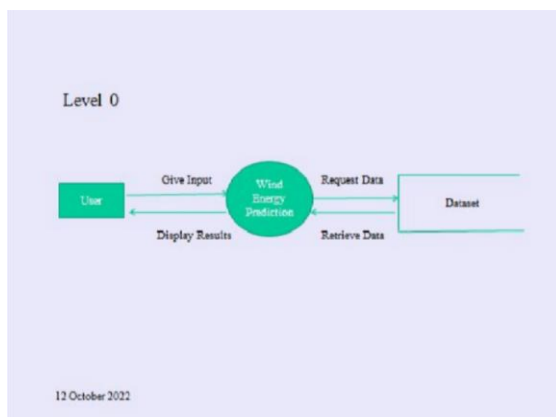 Level 0
Give Input
Request Data
User
Wind
Energy
Prediction
Dataset
Display Results
Retrieve Data
12 October 2022